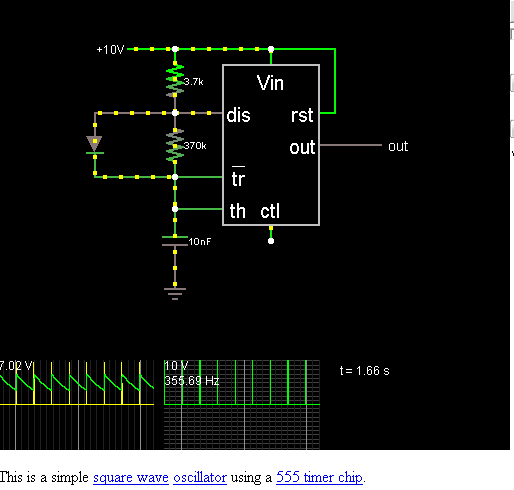 +10V
3.7k
Vin
dis
rst
370k
out
out
tr
th ctl
10nF
7.02 V
10 V
355.69 Hz
t = 1.66 s
This is a simple square wave oscillator using a 555 timer chip.